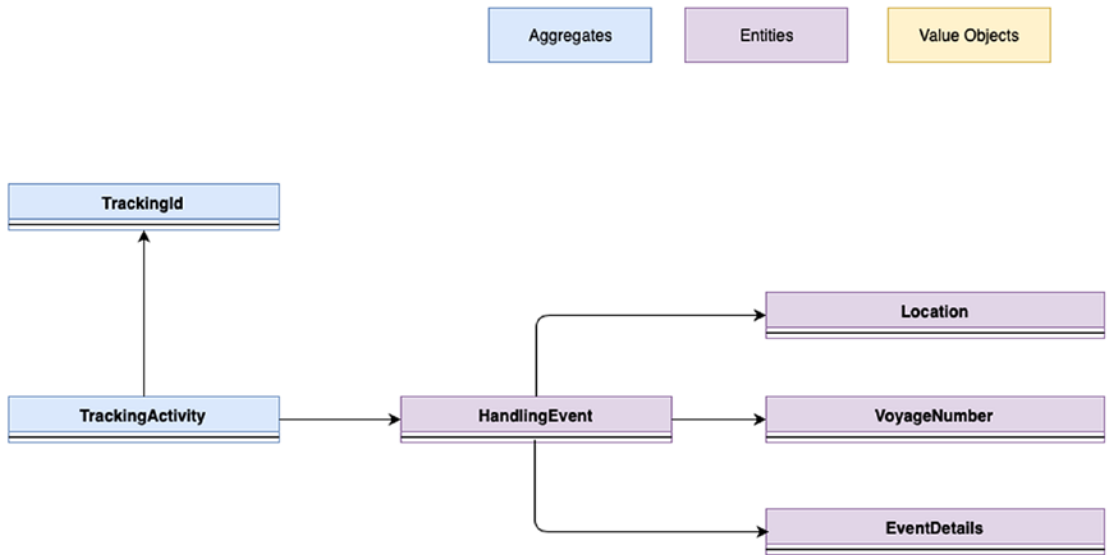 Aggregates
Entities
Value Objects
TrackingId
Location
TrackingActivity
HandlingEvent
VoyageNumber
EventDetails